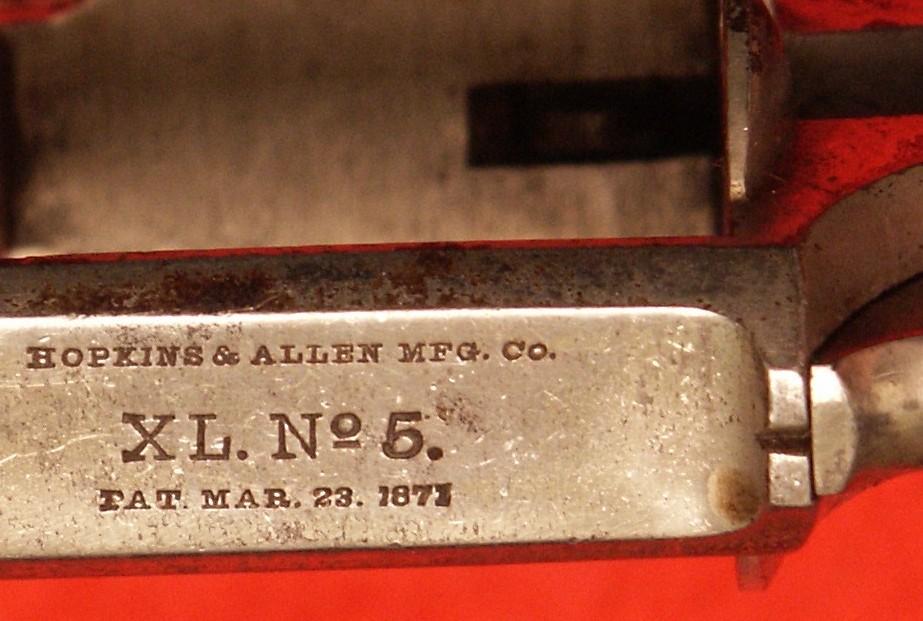 HOPKINS & ALLEN MFG. CO.
XL. Nº 5.
PAT. MAR. 23. 1871